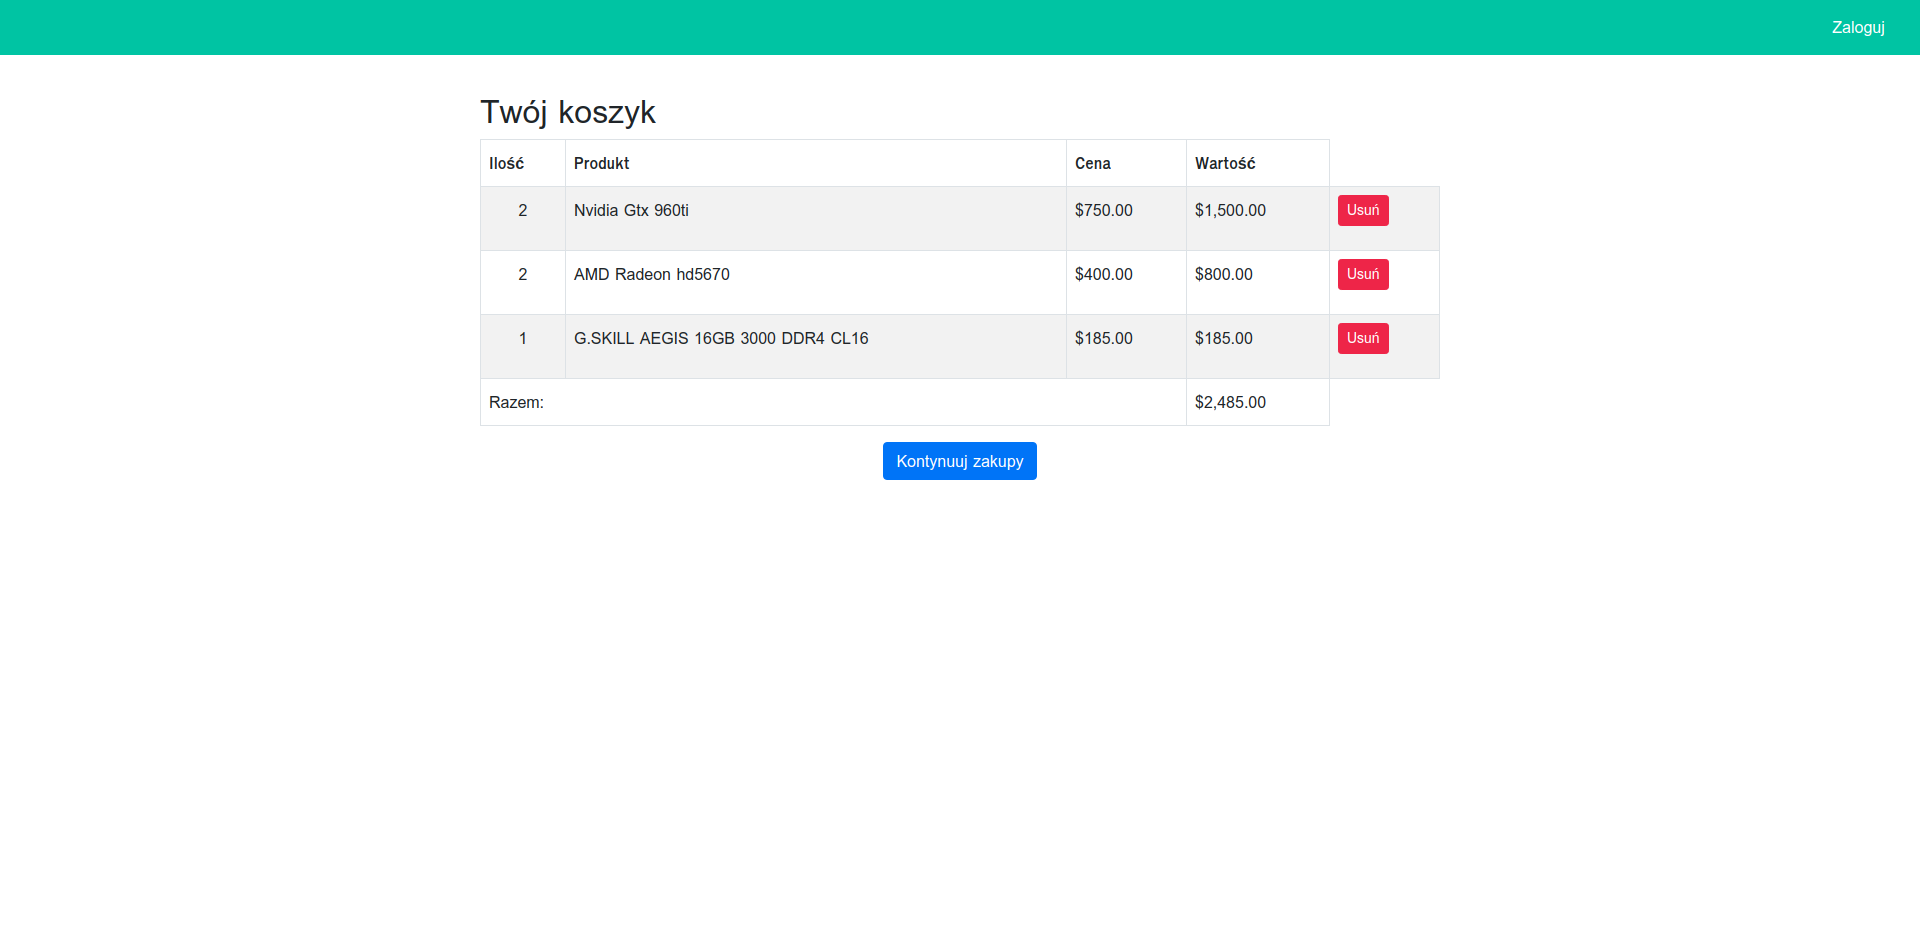 Zaloguj
Twój koszyk
Ilość Produkt Cena Wartość
2 Nvidia Gtx 960ti $750.00 $1,500.00 Usuń
2 AMD Radeon hd5670 $400.00 $800.00 Usuń
1 G.SKILL AEGIS 16GB 3000 DDR4 CL16 $185.00 $185.00 Usuń
Razem: $2,485.00
Kontynuuj zakupy